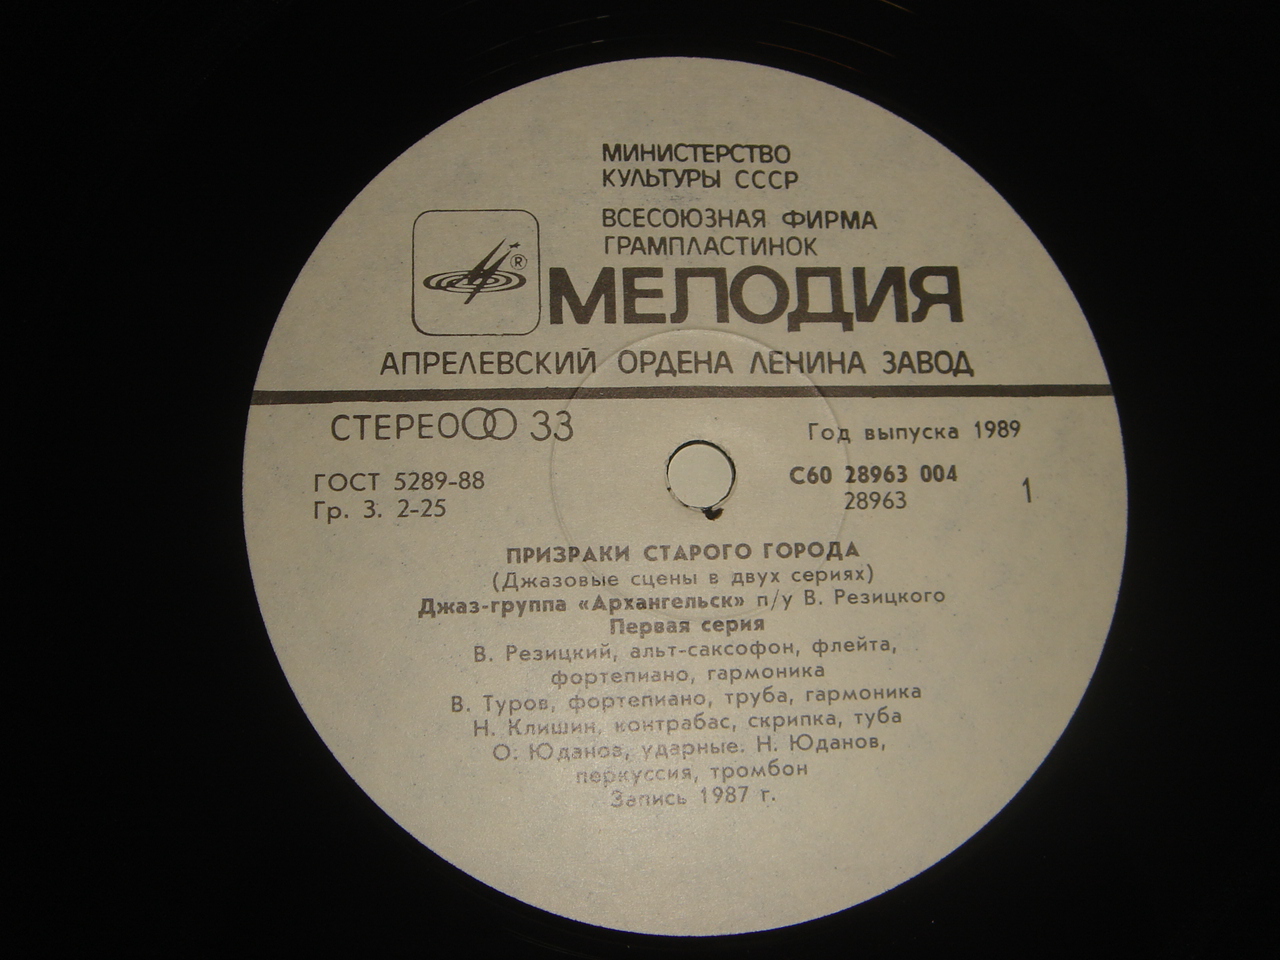 МИНИСТЕРСТВО
КУЛЬТУРЫ СССР
ВСЕСОЮЗНАЯ ФИРМА
ГРАМПЛАСТИНОК
®
МЕЛОДИЯ
АПРЕЛЕВСКИЙ ОРДЕНА ЛЕНИНА ЗАВОД
СТЕРЕО 33
Год выпуска 1989
ГОСТ 5289-88
Гр. 3. 2-25
С60 28963 004
28963
1
ПРИЗРАКИ СТАРОГО ГОРОДА
(Джазовые сцены в двух сериях)
Джаз-группа «Архангельск» п/у В. Резицкого
Первая серия
В. Резицкий, альт-саксофон, флейта,
фортепиано, гармоника
В. Туров, фортепиано, труба, гармоника
Н. Клишин, контрабас, скрипка, туба
О. Юданов, ударные. Н. Юданов,
перкуссия, тромбон
Запись 1987 г.